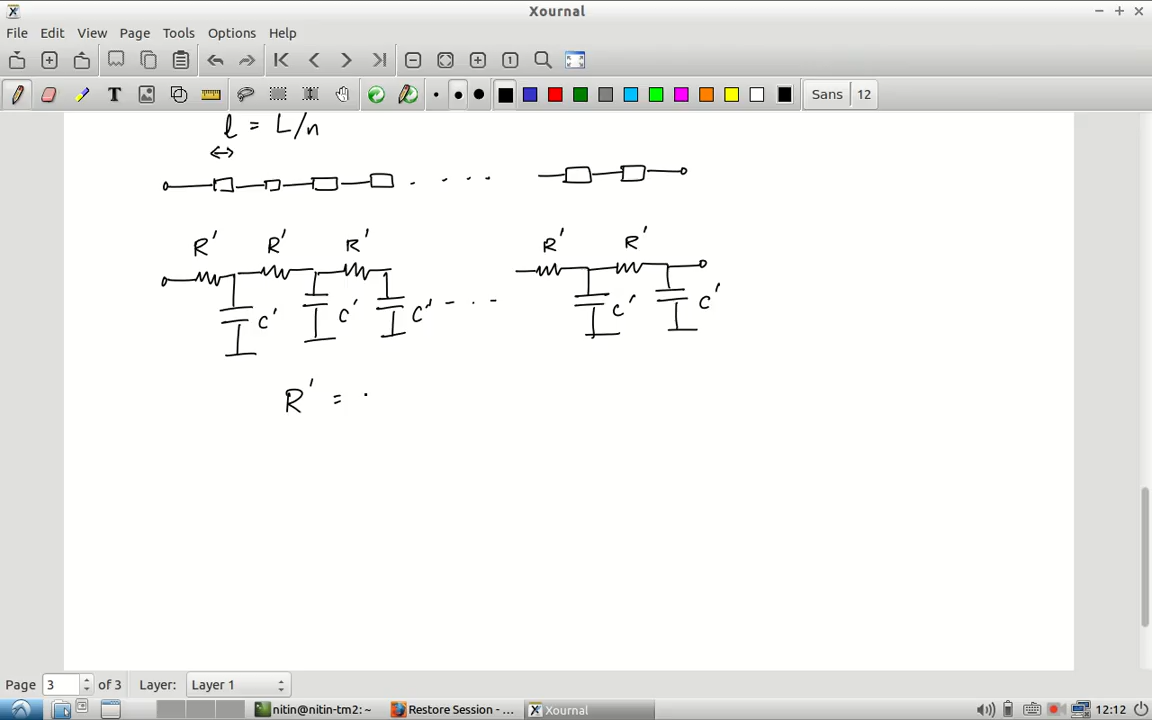 Xournal
File Edit View Page Tools Options Help
Sans 12
l = L/n
R' R' R' R' R'
C' C' C' C' C'
R' =
Page 3 of 3 Layer: Layer 1
nitin@nitin-tm2: ~ Restore Session - ... Xournal 12:12